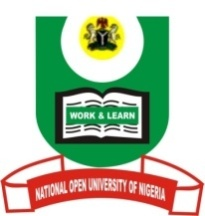 WORK & LEARN
NATIONAL OPEN UNIVERSITY OF NIGERIA